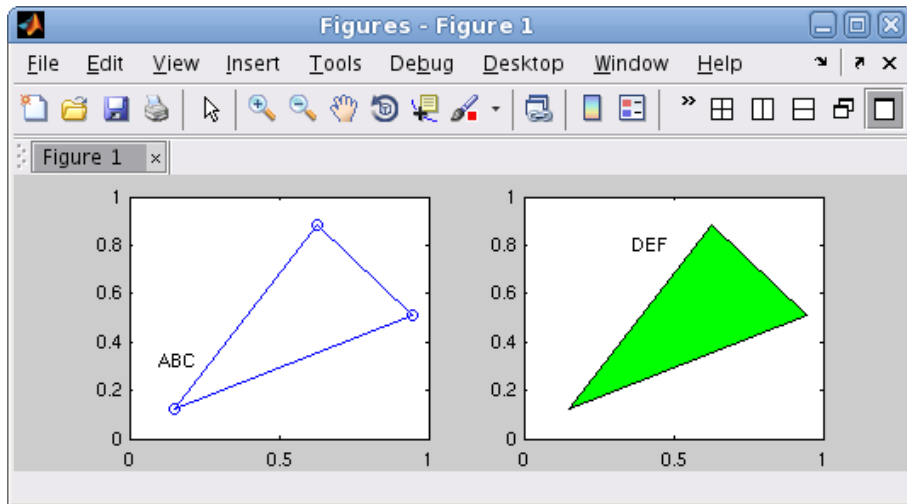 Figures - Figure 1
File Edit View Insert Tools Debug Desktop Window Help
Figure 1
1
0.8
0.6
0.4
0.2
0
0 0.5 1
ABC
1
0.8
0.6
0.4
0.2
0
0 0.5 1
DEF